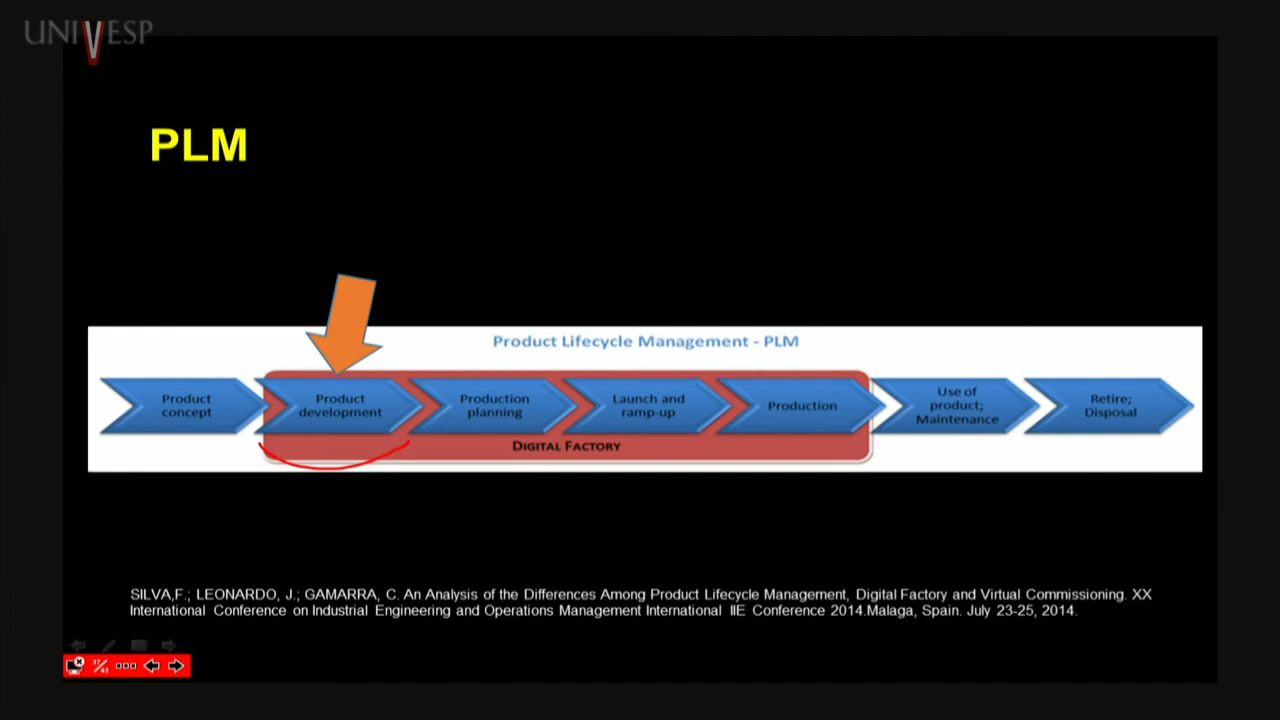 UNIVESP
PLM
Product Lifecycle Management - PLM
Product
concept
Product
development
Production
planning
Launch and
ramp-up
Production
Use of
product;
Maintenance
Retire;
Disposal
DIGITAL FACTORY
SILVA,F.; LEONARDO, J.; GAMARRA, C. An Analysis of the Differences Among Product Lifecycle Management, Digital Factory and Virtual Commissioning. XX
International Conference on Industrial Engineering and Operations Management International IIE Conference 2014.Malaga, Spain. July 23-25, 2014.
37/43